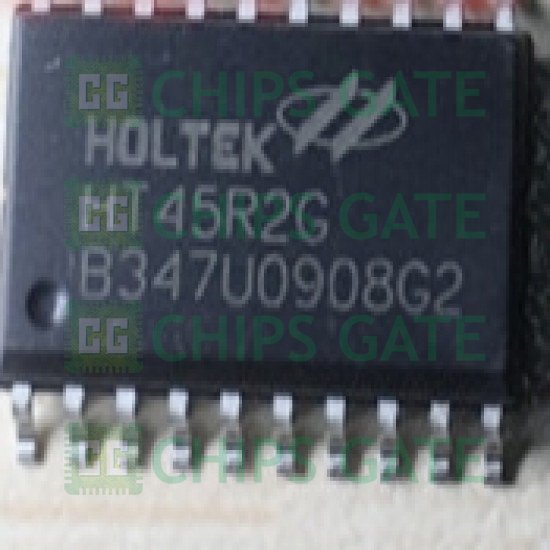 CHIPS GATE
HOLTEK
HT45R2G
CHIPS GATE
B347U0908G2
CHIPS GATE
CHIPS GATE